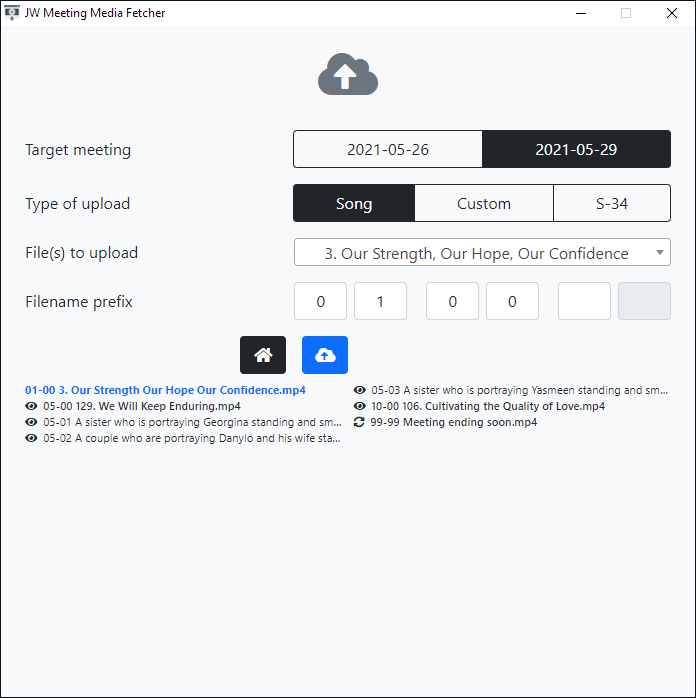 JW Meeting Media Fetcher
Target meeting 2021-05-26 2021-05-29
Type of upload Song Custom S-34
File(s) to upload 3. Our Strength, Our Hope, Our Confidence
Filename prefix 0 1 0 0
01-00 3. Our Strength Our Hope Our Confidence.mp4
05-00 129. We Will Keep Enduring.mp4
05-01 A sister who is portraying Georgina standing and sm...
05-02 A couple who are portraying Danylo and his wife sta...
05-03 A sister who is portraying Yasmeen standing and sm...
10-00 106. Cultivating the Quality of Love.mp4
99-99 Meeting ending soon.mp4